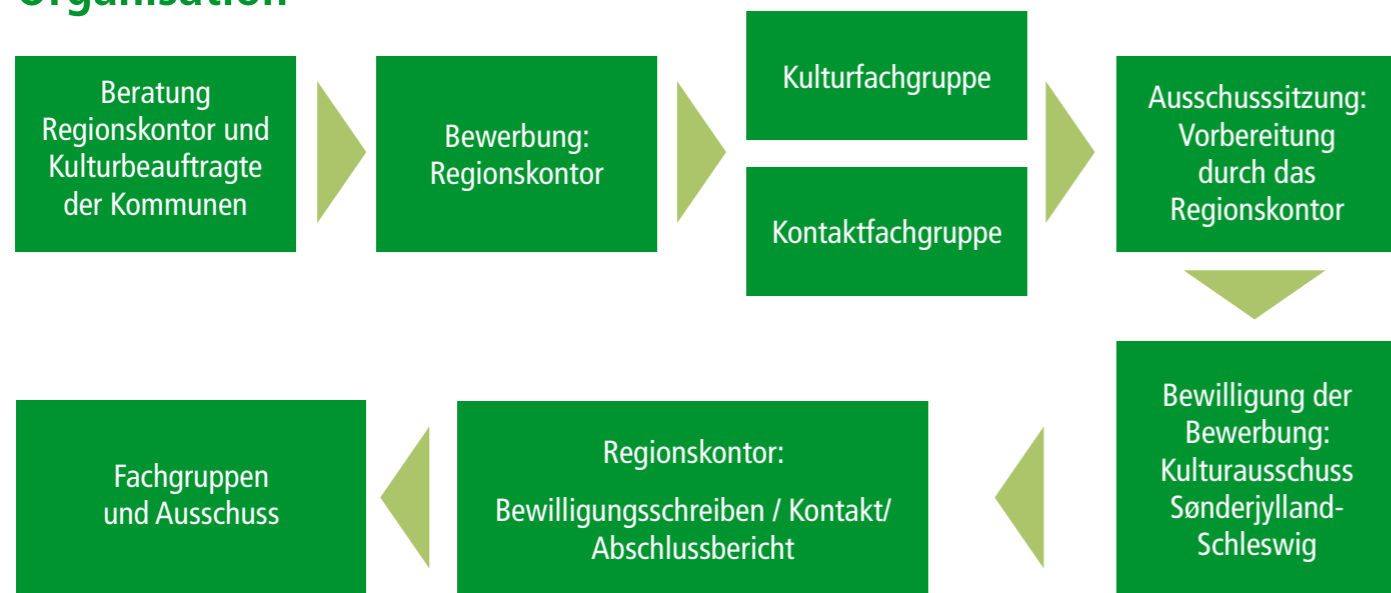 Organisation
Beratung
Regionskontor und
Kulturbeauftragte
der Kommunen
Bewerbung:
Regionskontor
Kulturfachgruppe
Kontaktfachgruppe
Ausschusssitzung:
Vorbereitung
durch das
Regionskontor
Bewilligung der
Bewerbung:
Kulturausschuss
Sønderjylland-
Schleswig
Regionskontor:
Bewilligungsschreiben / Kontakt/
Abschlussbericht
Fachgruppen
und Ausschuss